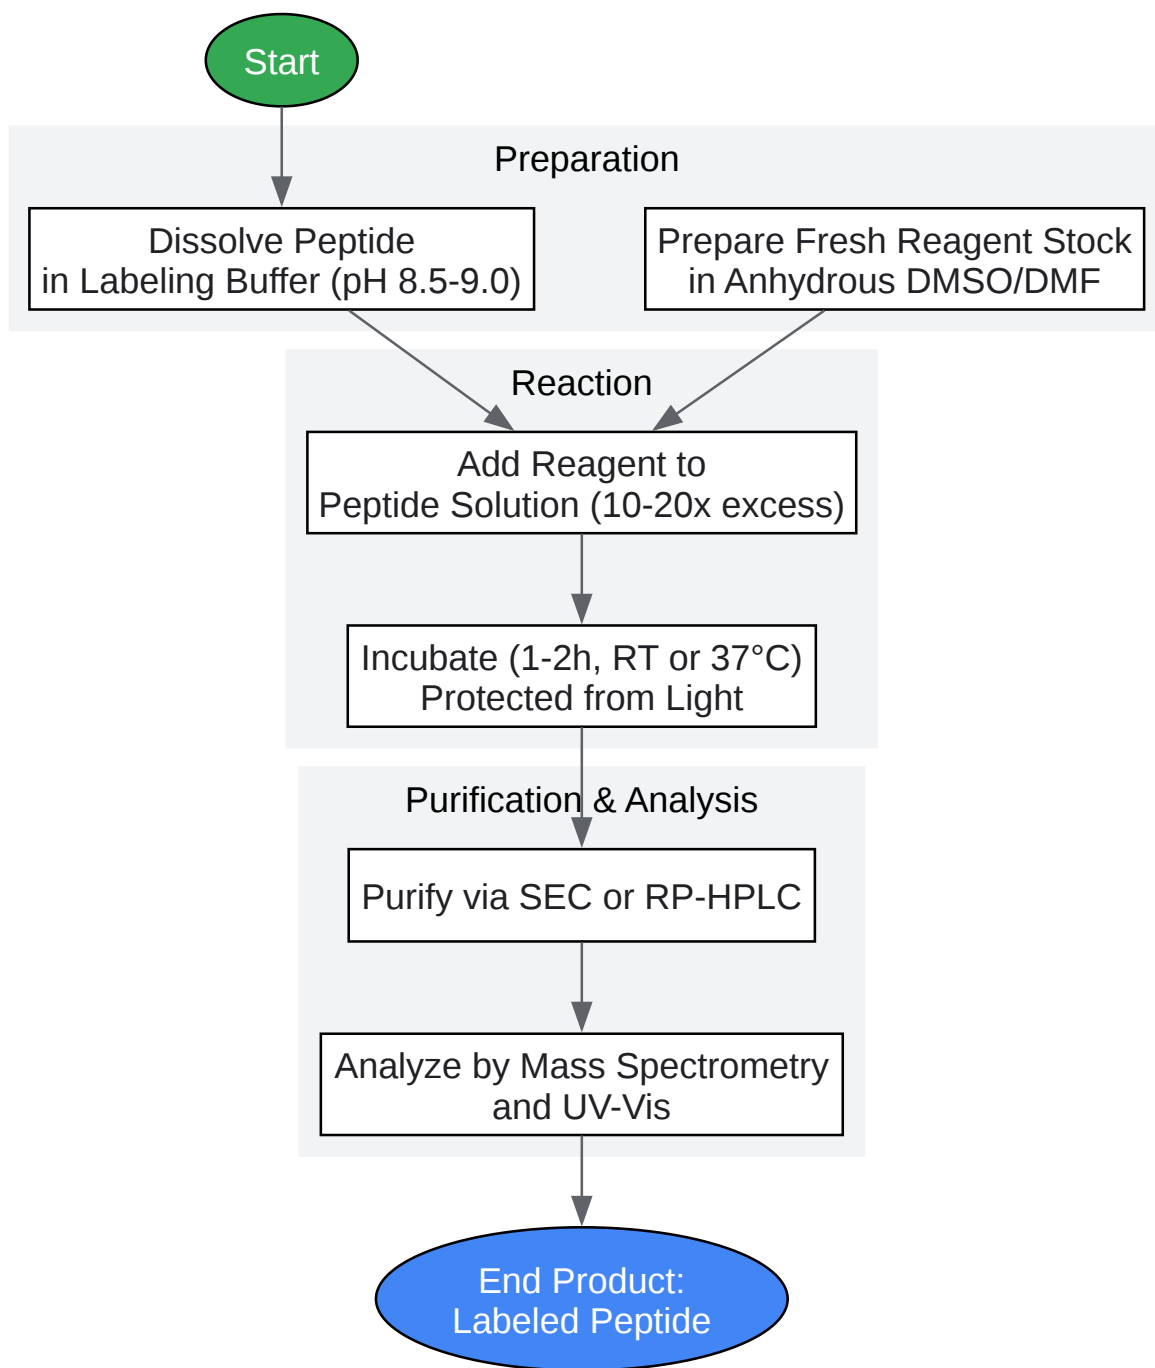 Start
Preparation
Dissolve Peptide
in Labeling Buffer (pH 8.5-9.0)
Prepare Fresh Reagent Stock
in Anhydrous DMSO/DMF
Reaction
Add Reagent to
Peptide Solution (10-20x excess)
Incubate (1-2h, RT or 37°C)
Protected from Light
Purification & Analysis
Purify via SEC or RP-HPLC
Analyze by Mass Spectrometry
and UV-Vis
End Product:
Labeled Peptide